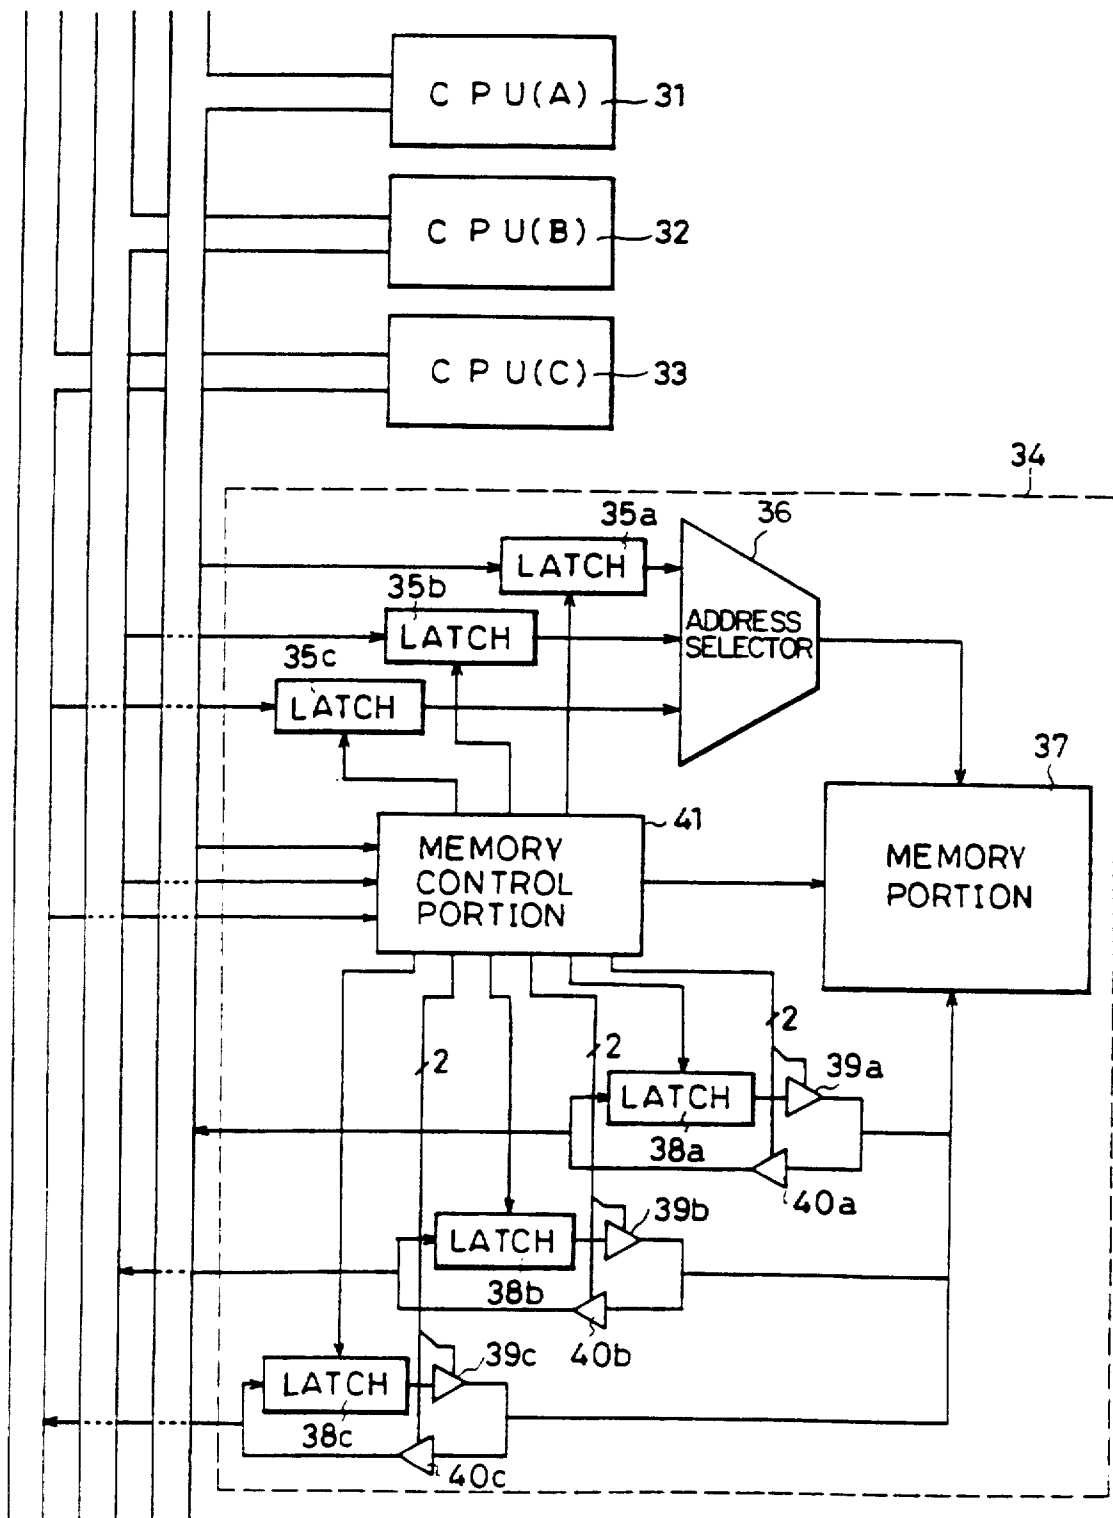 CPU(A) 31
CPU(B) 32
CPU(C) 33
34
35a
36
LATCH
35b
LATCH
ADDRESS
SELECTOR
35c
LATCH
37
41
MEMORY
CONTROL
PORTION
MEMORY
PORTION
2
2
2
39a
LATCH
38a
40a
39b
LATCH
38b
40b
39c
LATCH
38c
40c